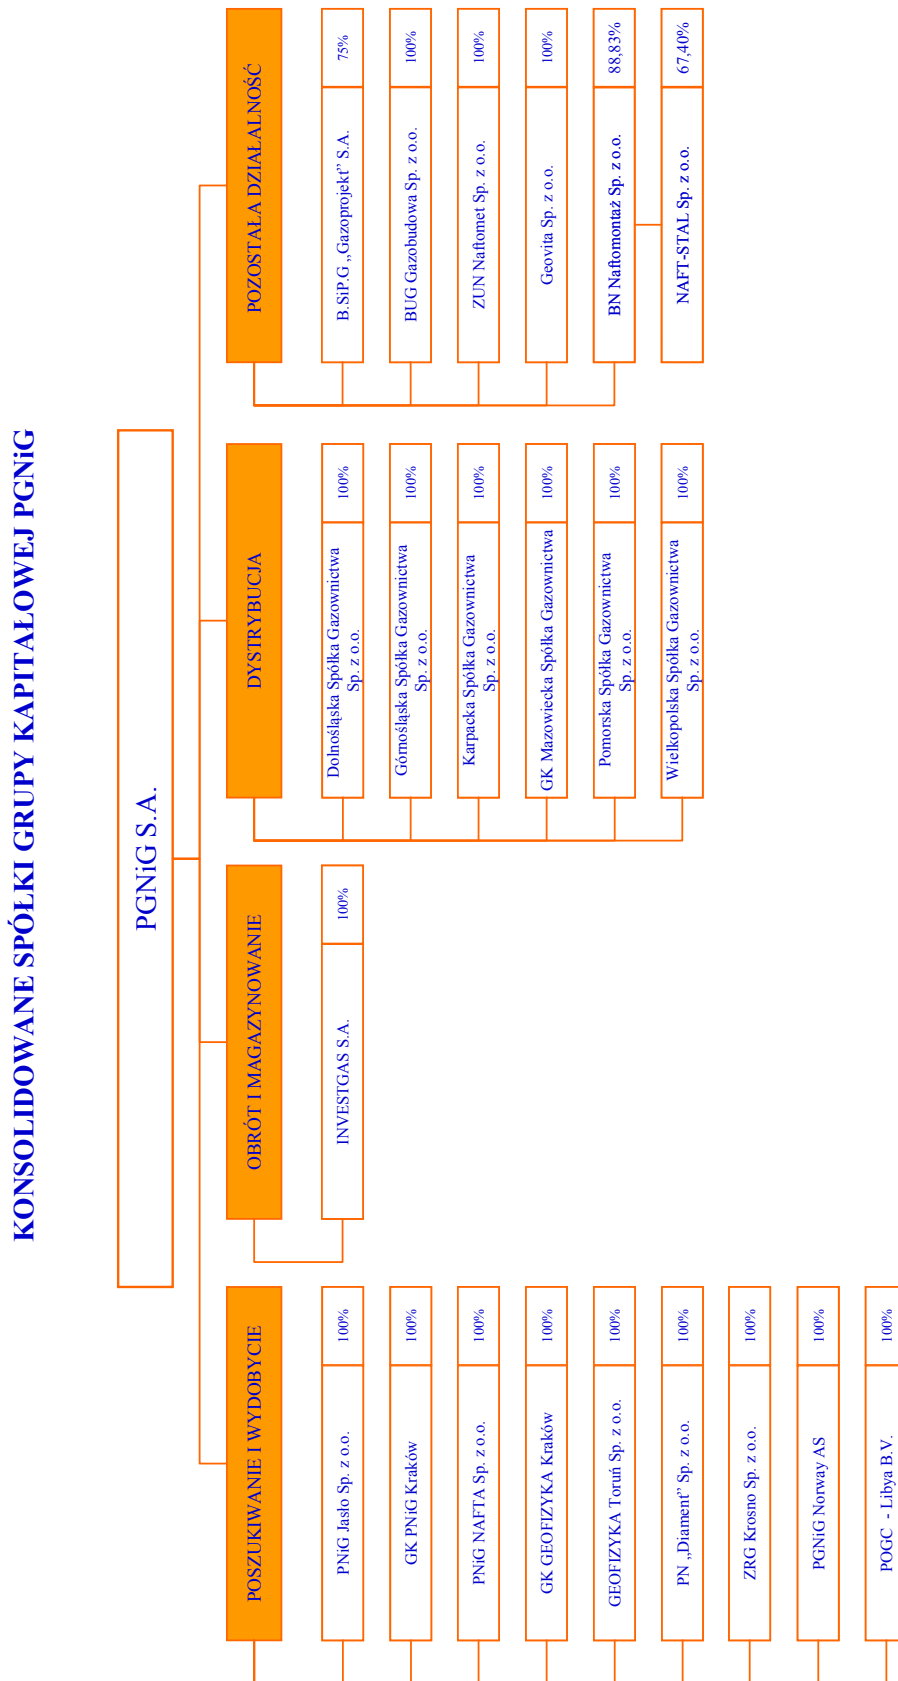 KONSOLIDOWANE SPÓŁKI GRUPY KAPITAŁOWEJ PGNiG
PGNiG S.A.
POSZUKIWANIE I WYDOBYCIE
PNiG Jasło Sp. z o.o.
100%
GK PNiG Kraków
100%
PNiG NAFTA Sp. z o.o.
100%
GK GEOFIZYKA Kraków
100%
GEOFIZYKA Toruń Sp. z o.o.
100%
PN „Diament” Sp. z o.o.
100%
ZRG Krosno Sp. z o.o.
100%
PGNiG Norway AS
100%
POGC - Libya B.V.
100%
OBRÓT I MAGAZYNOWANIE
INVESTGAS S.A.
100%
DYSTRYBUCJA
Dolnośląska Spółka Gazownictwa
Sp. z o.o.
100%
Górnośląska Spółka Gazownictwa
Sp. z o.o.
100%
Karpacka Spółka Gazownictwa
Sp. z o.o.
100%
GK Mazowiecka Spółka Gazownictwa
100%
Pomorska Spółka Gazownictwa
Sp. z o.o.
100%
Wielkopolska Spółka Gazownictwa
Sp. z o.o.
100%
POZOSTAŁA DZIAŁALNOŚĆ
B.SiP.G „Gazoprojekt” S.A.
75%
BUG Gazobudowa Sp. z o.o.
100%
ZUN Naftomet Sp. z o.o.
100%
Geovita Sp. z o.o.
100%
BN Naftomontaż Sp. z o.o.
88,83%
NAFT-STAL Sp. z o.o.
67,40%